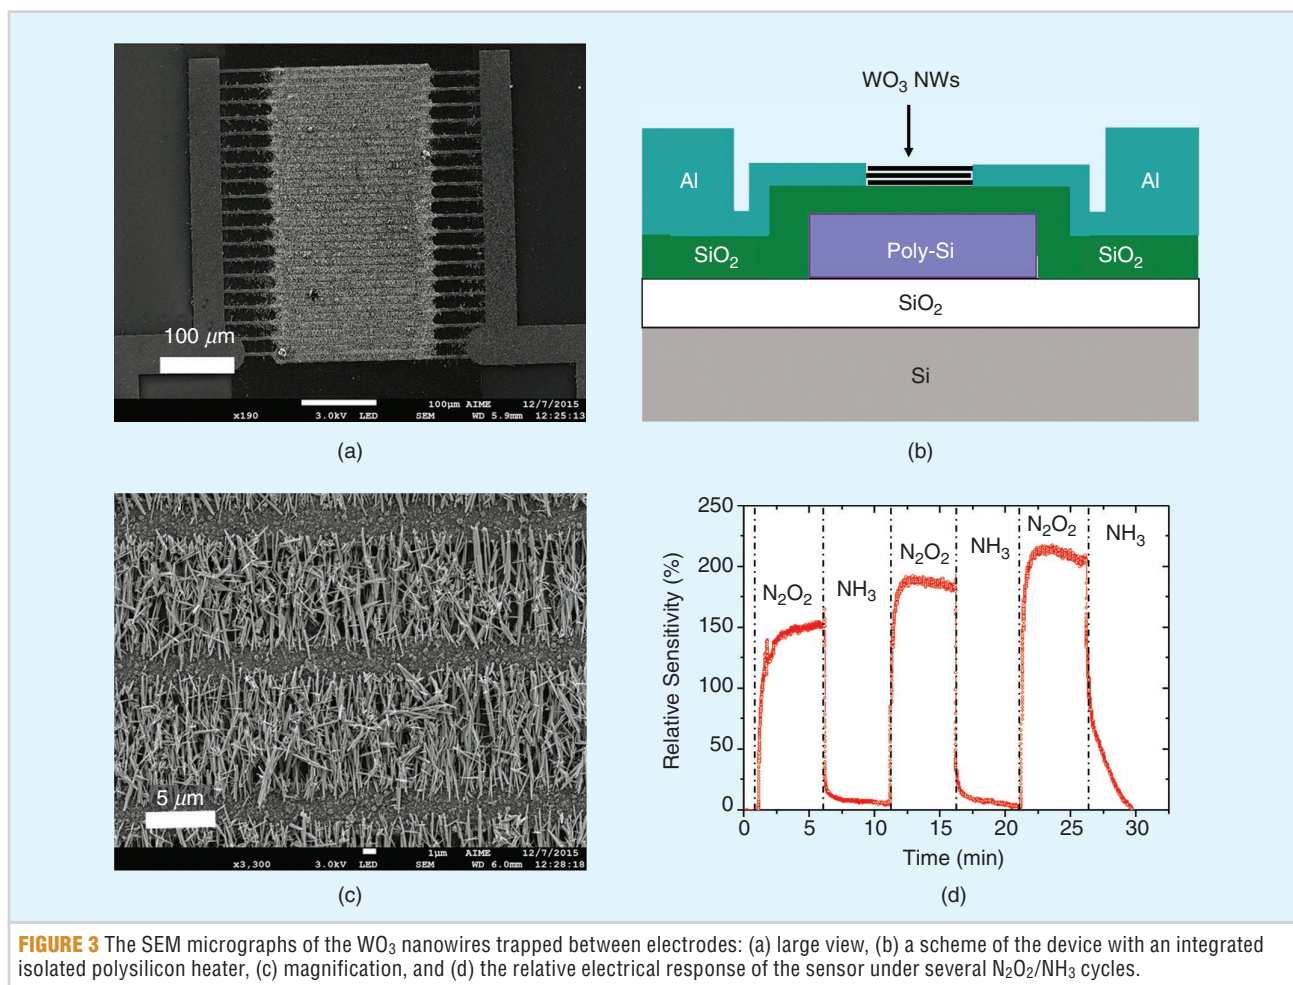 100 μm
100μm AIME 12/7/2015
x190 3.0kV LED SEM WD 5.9mm 12:25:13
(a)
WO₃ NWs
Al
Al
SiO₂
Poly-Si
SiO₂
SiO₂
Si
(b)
5 μm
1μm AIME 12/7/2015
x3,300 3.0kV LED SEM WD 6.0mm 12:28:18
(c)
250
200
150
100
50
0
Relative Sensitivity (%)
N₂O₂
NH₃
N₂O₂
NH₃
N₂O₂
NH₃
0 5 10 15 20 25 30
Time (min)
(d)
FIGURE 3 The SEM micrographs of the WO₃ nanowires trapped between electrodes: (a) large view, (b) a scheme of the device with an integrated
isolated polysilicon heater, (c) magnification, and (d) the relative electrical response of the sensor under several N₂O₂/NH₃ cycles.